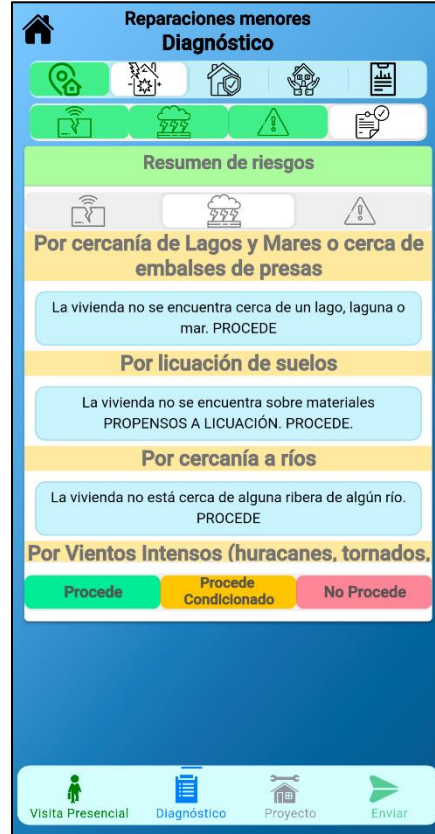 Reparaciones menores
Diagnóstico
Resumen de riesgos
Por cercanía de Lagos y Mares o cerca de
embalses de presas
La vivienda no se encuentra cerca de un lago, laguna o
mar. PROCEDE
Por licuación de suelos
La vivienda no se encuentra sobre materiales
PROPENSOS A LICUACIÓN. PROCEDE.
Por cercanía a ríos
La vivienda no está cerca de alguna ribera de algún río.
PROCEDE
Por Vientos Intensos (huracanes, tornados,
Procede
Procede
Condicionado
No Procede
Visita Presencial
Diagnóstico
Proyecto
Enviar